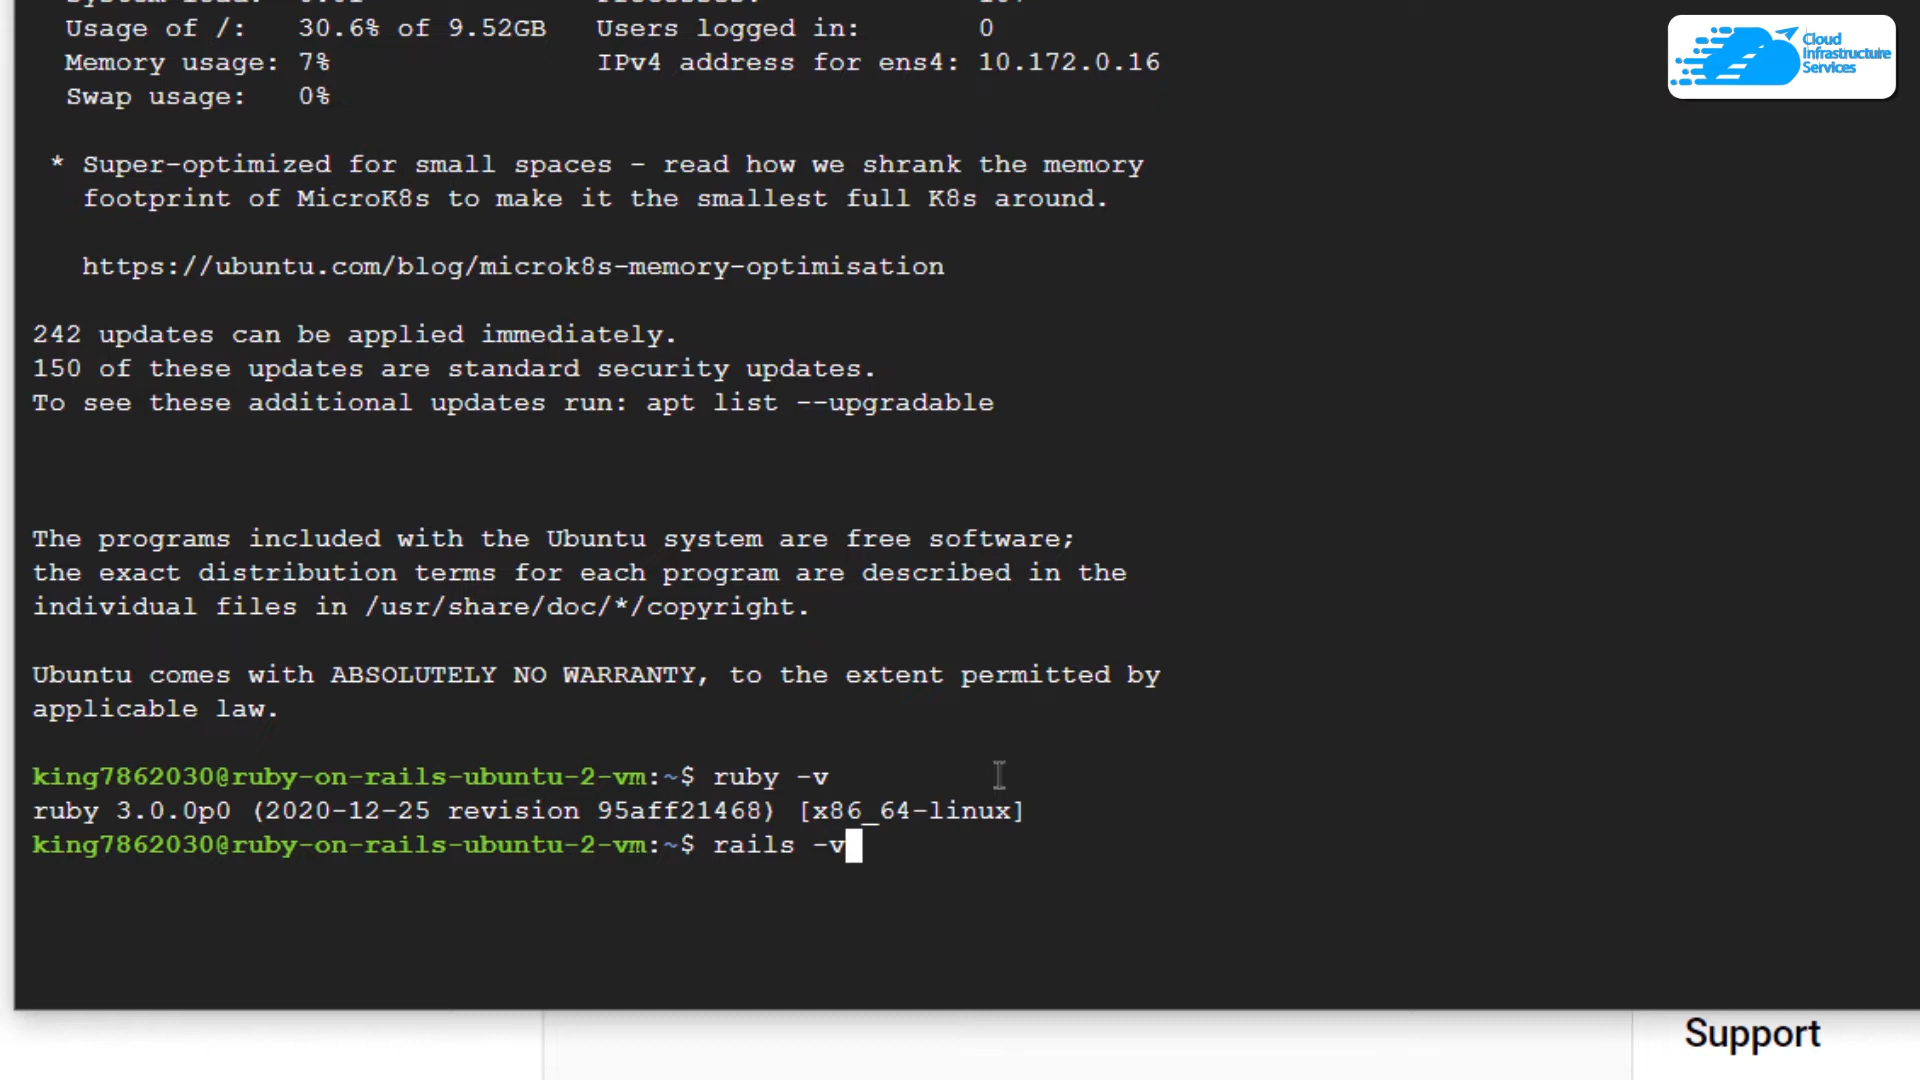 Usage of /: 30.6% of 9.52GB Users logged in: 0
Memory usage: 7% IPv4 address for ens4: 10.172.0.16
Swap usage: 0%
* Super-optimized for small spaces - read how we shrank the memory
footprint of MicroK8s to make it the smallest full K8s around.
https://ubuntu.com/blog/microk8s-memory-optimisation
242 updates can be applied immediately.
150 of these updates are standard security updates.
To see these additional updates run: apt list --upgradable
The programs included with the Ubuntu system are free software;
the exact distribution terms for each program are described in the
individual files in /usr/share/doc/*/copyright.
Ubuntu comes with ABSOLUTELY NO WARRANTY, to the extent permitted by
applicable law.
king7862030@ruby-on-rails-ubuntu-2-vm:~$ ruby -v
ruby 3.0.0p0 (2020-12-25 revision 95aff21468) [x86_64-linux]
king7862030@ruby-on-rails-ubuntu-2-vm:~$ rails -v
Cloud
Infrastructure
Services
Support